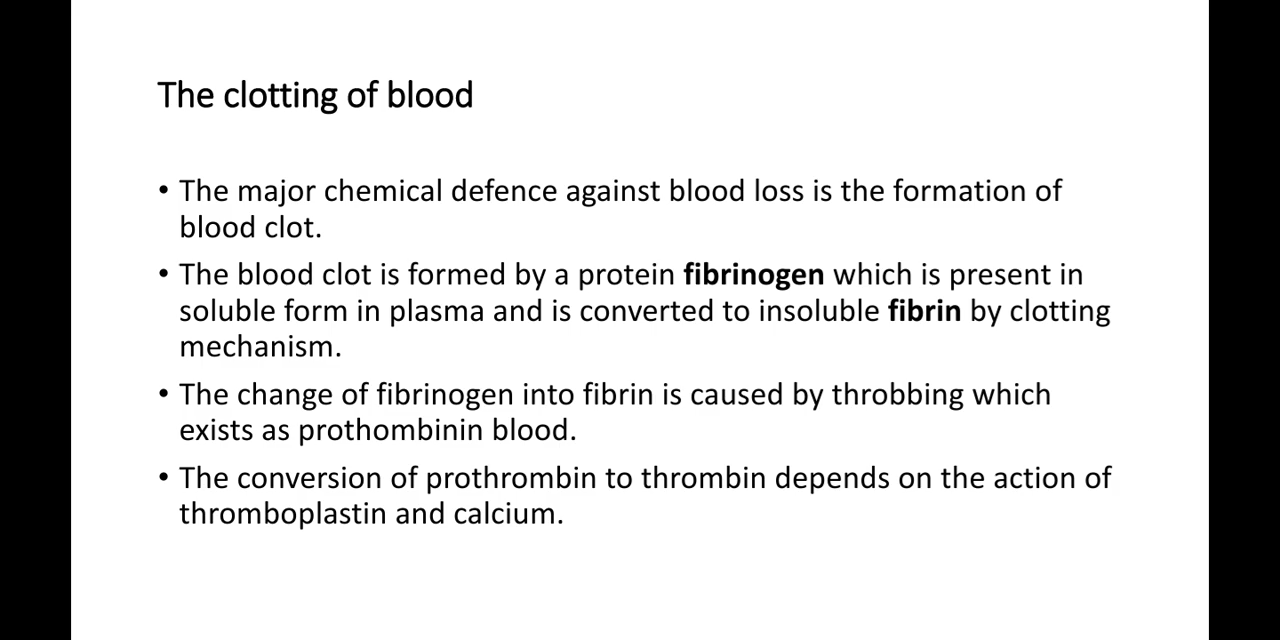 The clotting of blood
• The major chemical defence against blood loss is the formation of
blood clot.
• The blood clot is formed by a protein fibrinogen which is present in
soluble form in plasma and is converted to insoluble fibrin by clotting
mechanism.
• The change of fibrinogen into fibrin is caused by throbbing which
exists as prothombinin blood.
• The conversion of prothrombin to thrombin depends on the action of
thromboplastin and calcium.